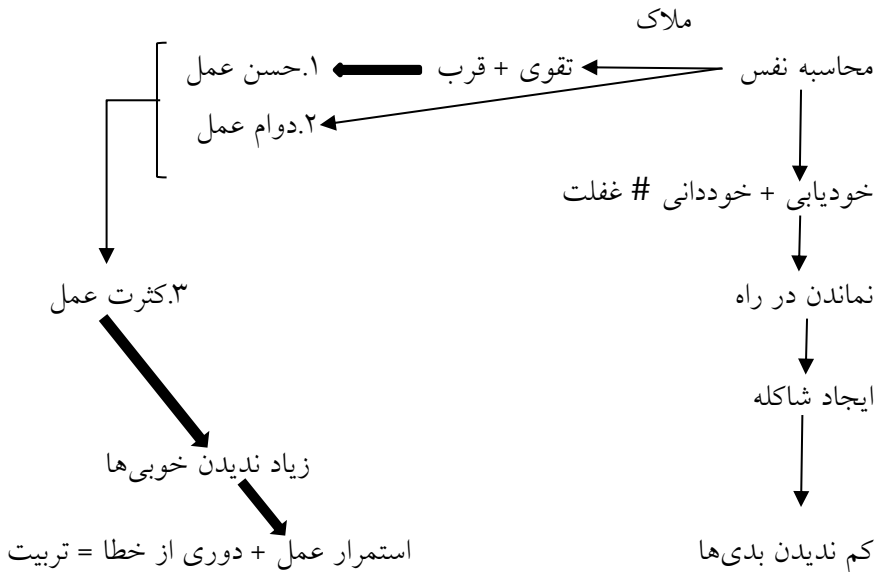 ملاک
محاسبه نفس تقوی + قرب ۱.حسن عمل
۲.دوام عمل
خودیابی + خوددانی # غفلت
نماندن در راه ۳.کثرت عمل
ایجاد شاکله
زیاد ندیدن خوبی‌ها
کم ندیدن بدی‌ها استمرار عمل + دوری از خطا = تربیت